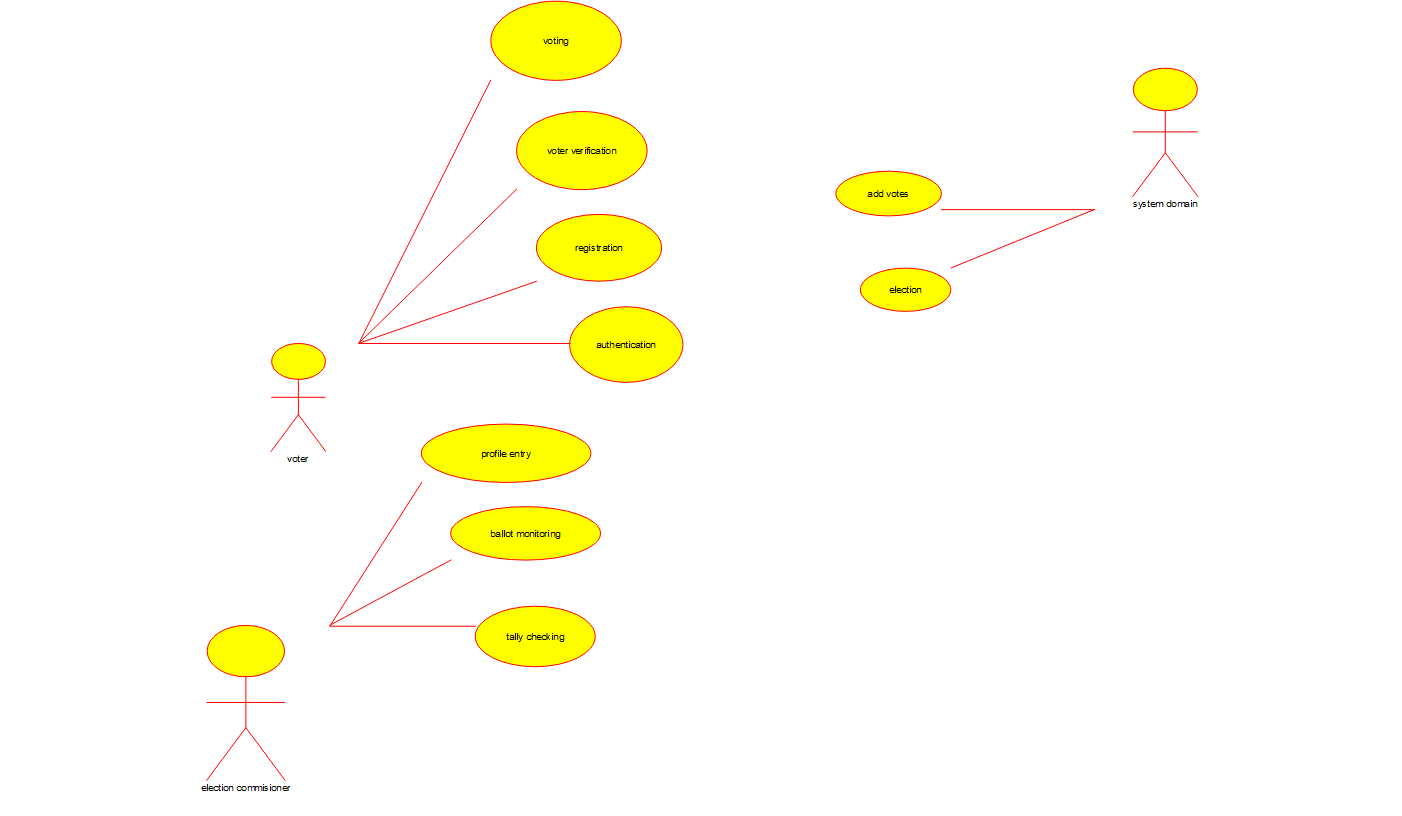 voting
voter verification
system domain
add votes
registration
election
authentication
voter
profile entry
ballot monitoring
tally checking
election commisioner